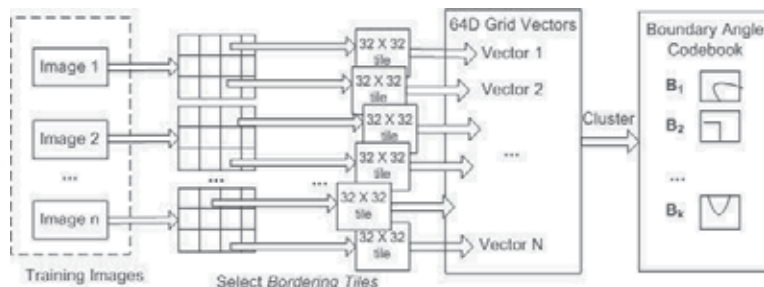 Image 1
Image 2
...
Image n
Training Images
...
Select Bordering Tiles
32 X 32
tile
32 X 32
tile
32 X 32
tile
32 X 32
tile
...
32 X 32
tile
32 X 32
tile
64D Grid Vectors
Vector 1
Vector 2
...
Vector N
Cluster
Boundary Angle
Codebook
B1
B2
...
Bk